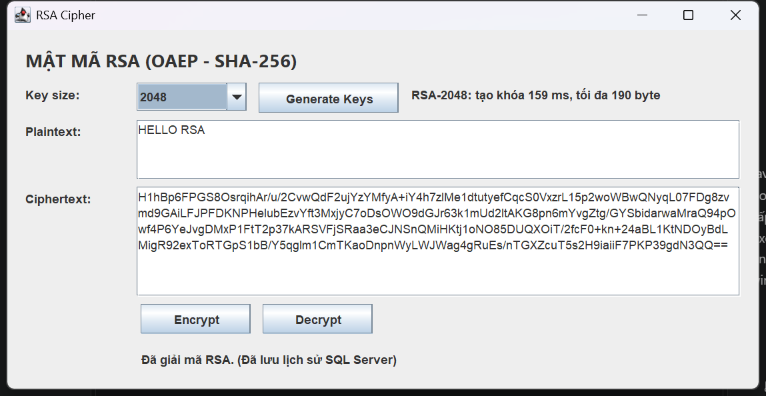 RSA Cipher
MẬT MÃ RSA (OAEP - SHA-256)
Key size:
2048
Generate Keys
RSA-2048: tạo khóa 159 ms, tối đa 190 byte
Plaintext:
HELLO RSA
Ciphertext:
H1hBp6FPGS8OsrqihAr/u/2CvwQdF2ujYzYMfyA+iY4h7zlMe1dtutyefCqcS0VxzrL15p2woWBwQNyqL07FDg8zv
md9GAiLFJPFDKNPHelubEzvYft3MxjyC7oDsOWO9dGJr63k1mUd2ltAKG8pn6mYvgZtg/GYSbidarwaMraQ94pO
wf4P6YeJvgDMxP1FtT2p37kARSVFjSRaa3eCJNSnQMiHKtj1oNO85DUQXOiT/2fcF0+kn+24aBL1KtNDOyBdL
MigR92exToRTGpS1bB/Y5qglm1CmTKaoDnpnWyLWJWag4gRuEs/nTGXZcuT5s2H9iaiiF7PKP39gdN3QQ==
Encrypt
Decrypt
Đã giải mã RSA. (Đã lưu lịch sử SQL Server)